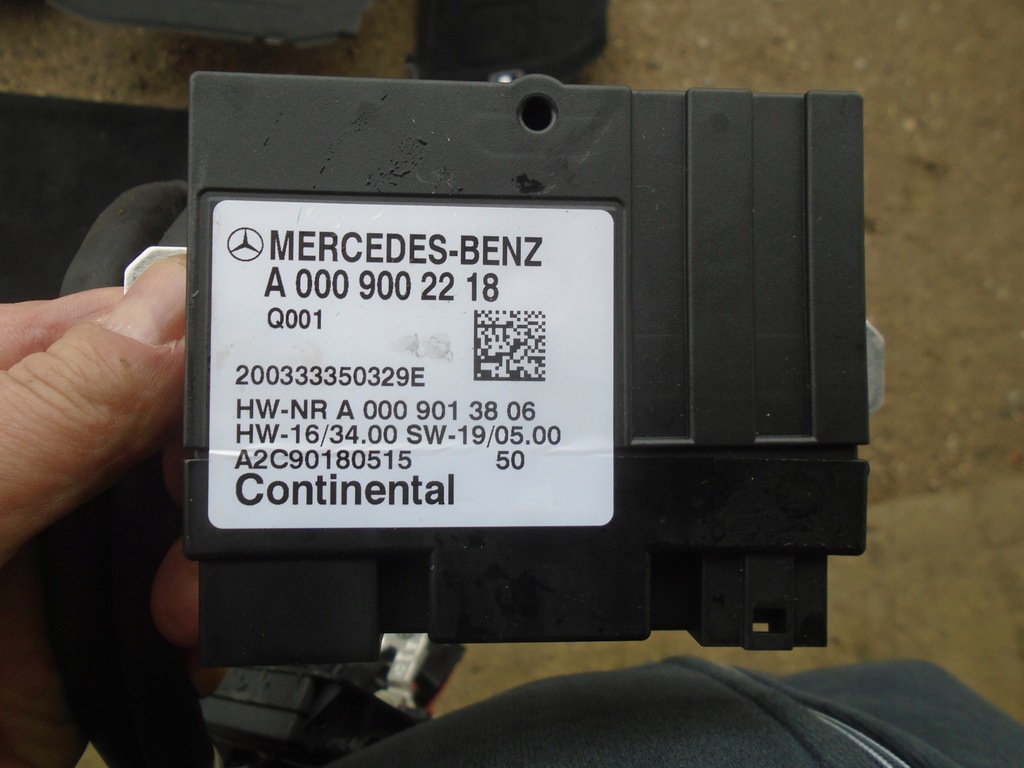 MERCEDES-BENZ
A 000 900 22 18
Q001
200333350329E
HW-NR A 000 901 38 06
HW-16/34.00 SW-19/05.00
A2C90180515 50
Continental